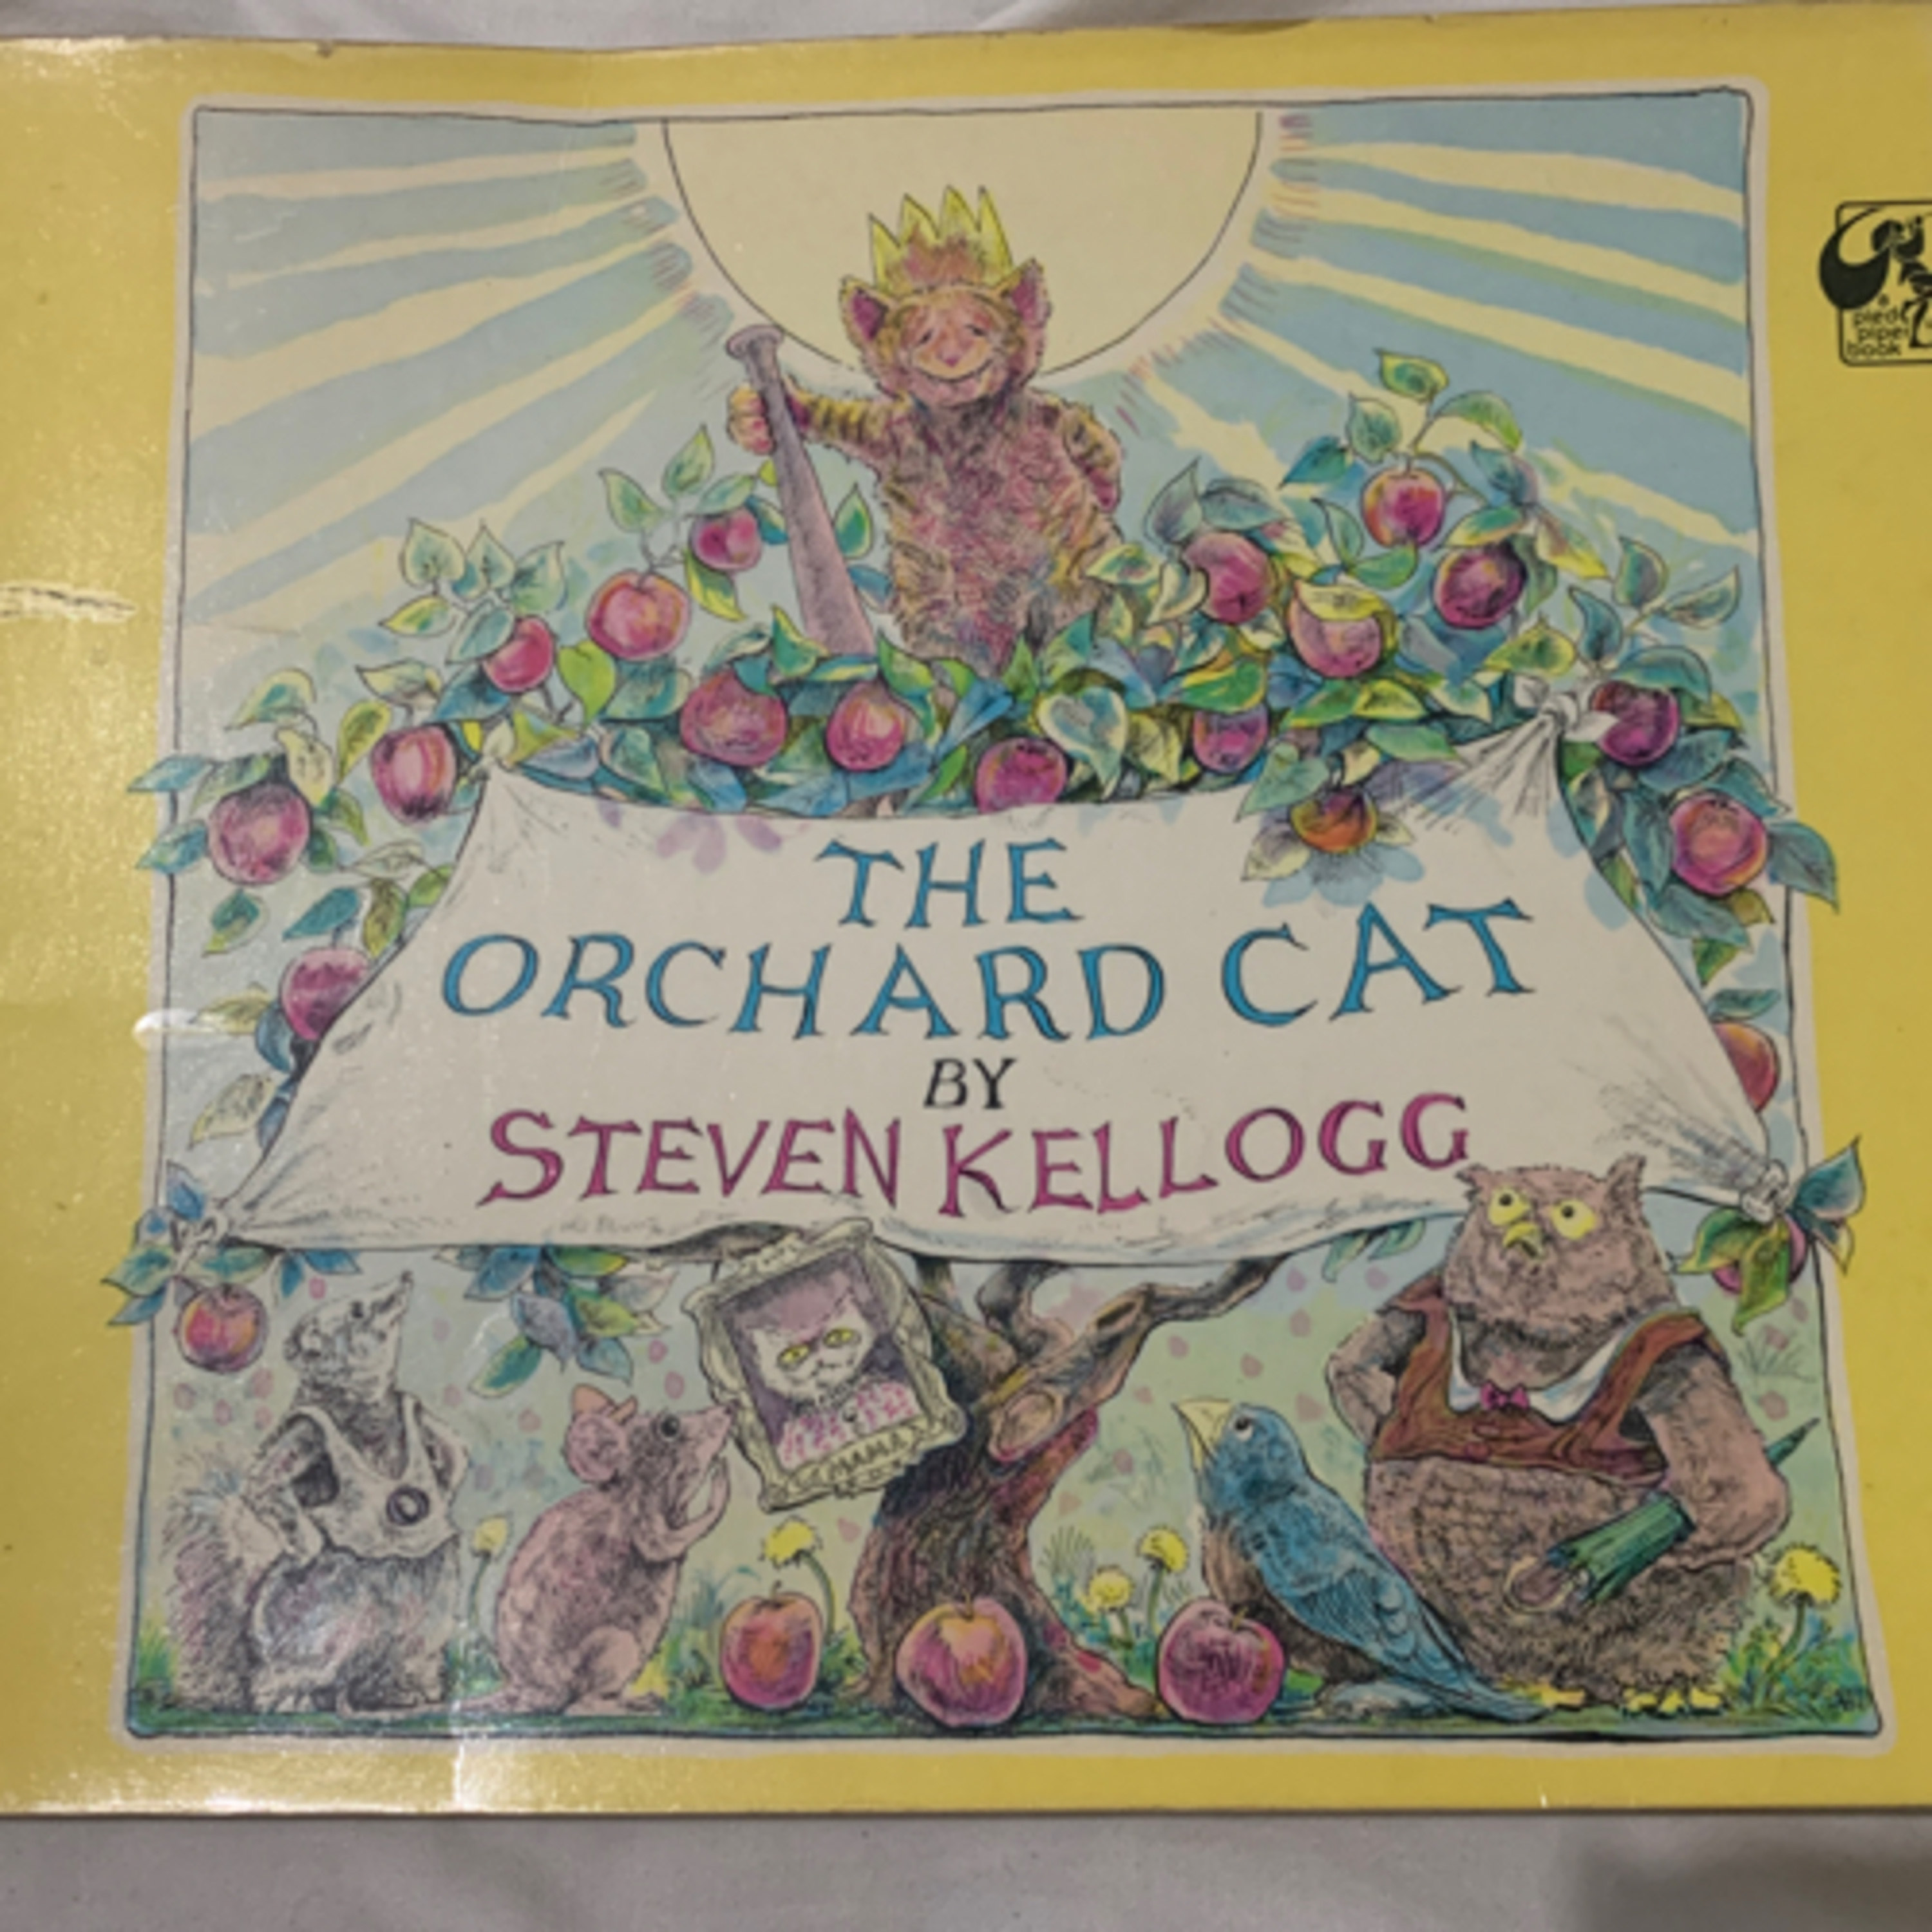 a
pied
piper
book
THE
ORCHARD CAT
BY
STEVEN KELLOGG
MAMA